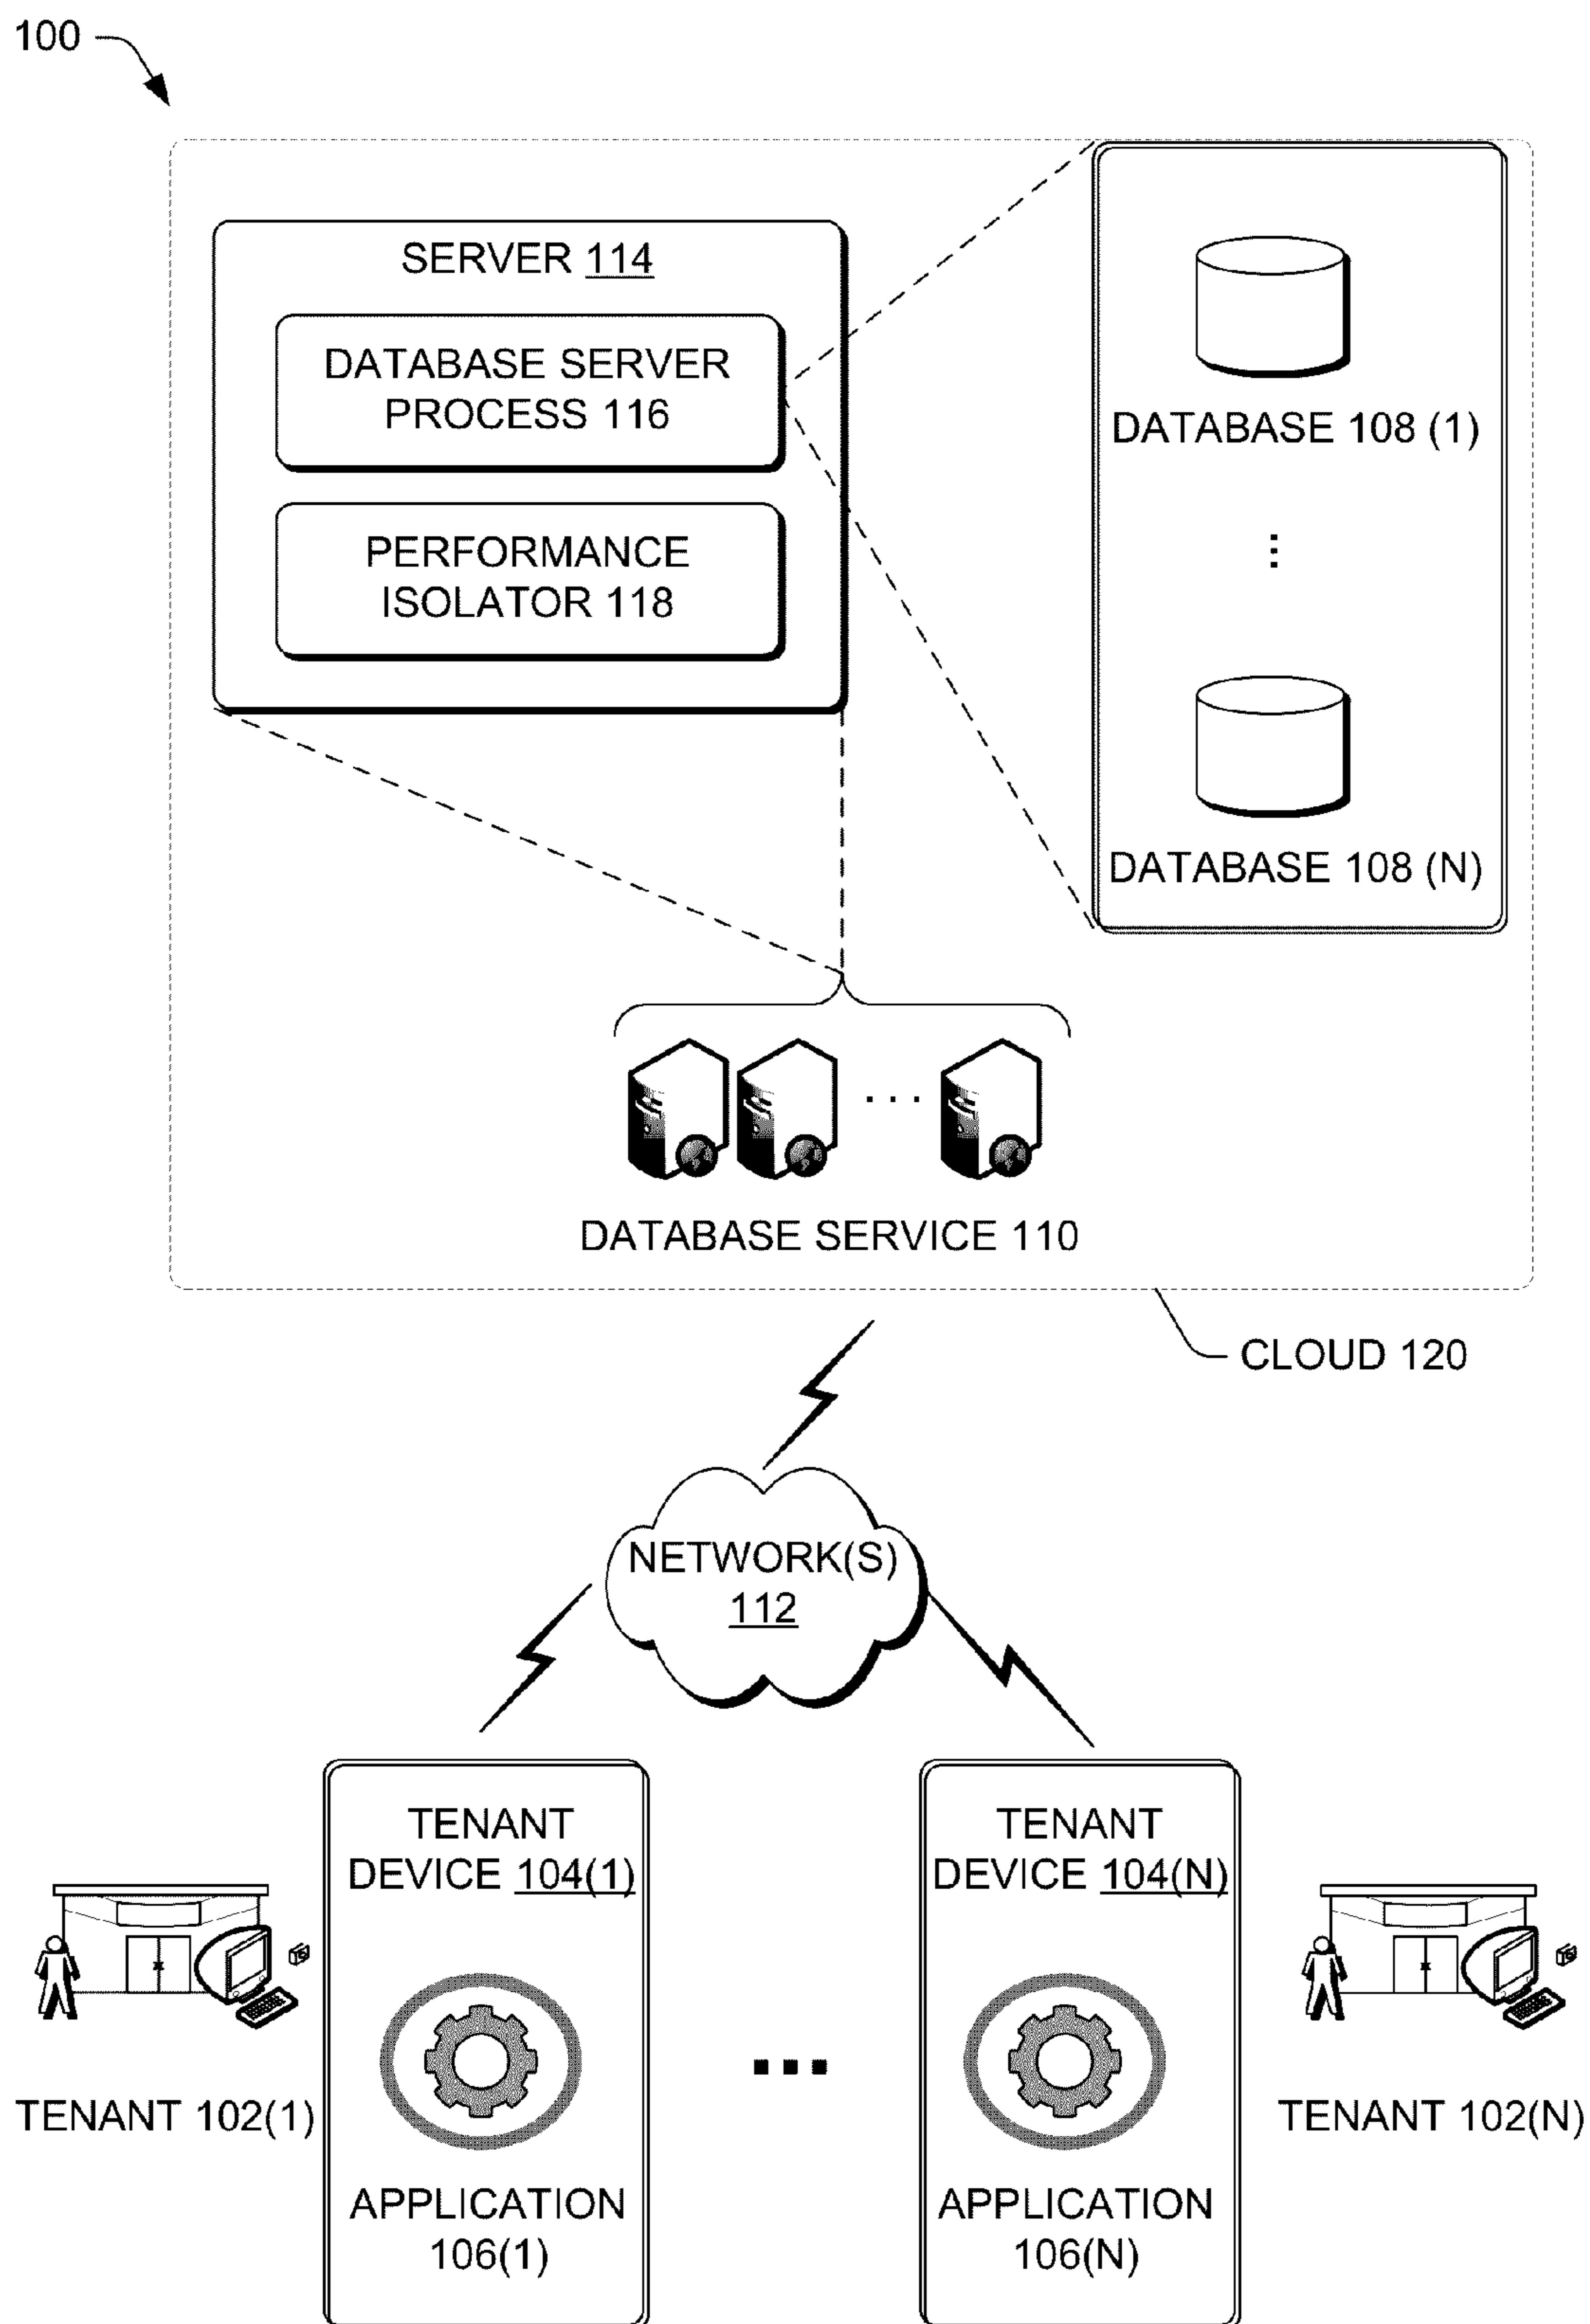 100
SERVER 114
DATABASE SERVER
PROCESS 116
PERFORMANCE
ISOLATOR 118
DATABASE 108 (1)
DATABASE 108 (N)
DATABASE SERVICE 110
CLOUD 120
NETWORK(S)
112
TENANT
DEVICE 104(1)
TENANT
DEVICE 104(N)
TENANT 102(1)
TENANT 102(N)
APPLICATION
106(1)
APPLICATION
106(N)